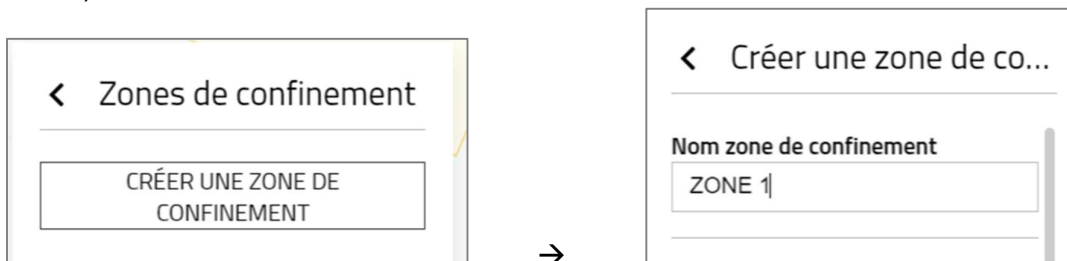 Zones de confinement
CRÉER UNE ZONE DE
CONFINEMENT
→
Créer une zone de co...
Nom zone de confinement
ZONE 1